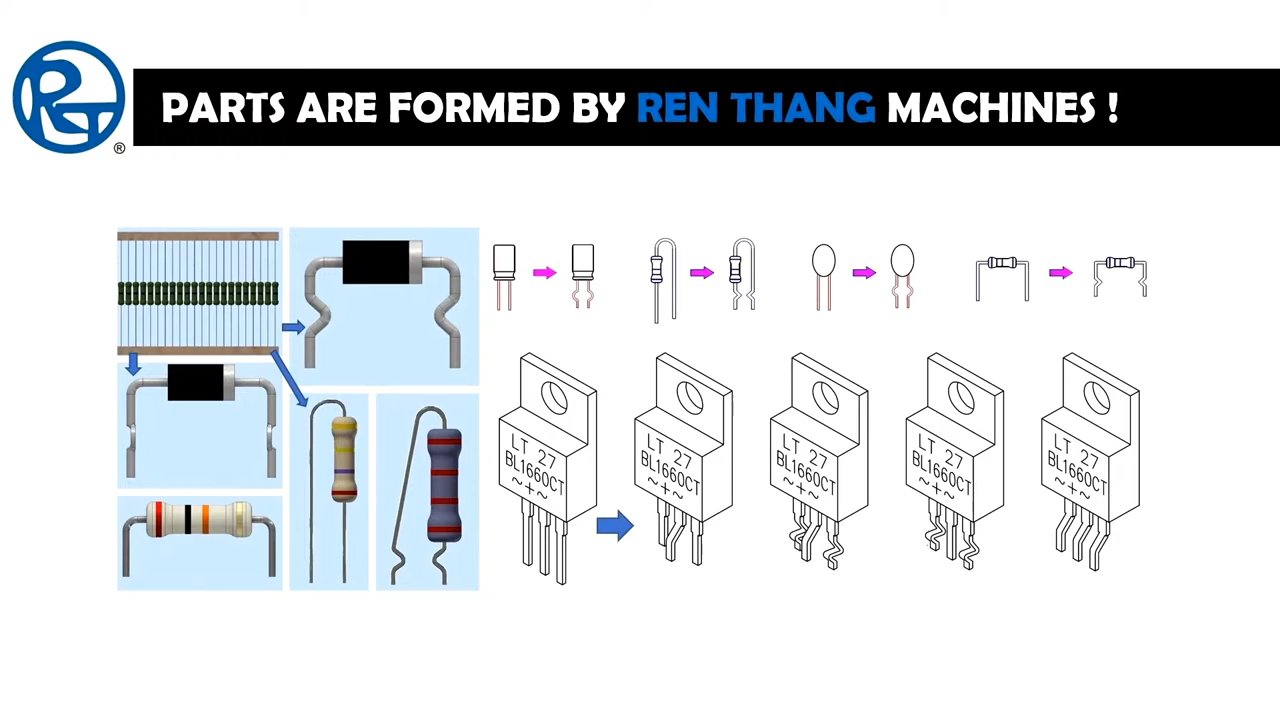 RT
®
PARTS ARE FORMED BY REN THANG MACHINES !
LT 27
BL1660CT
~+~
LT 27
BL1660CT
~+~
LT 27
BL1660CT
~+~
LT 27
BL1660CT
~+~
LT 27
BL1660CT
~+~